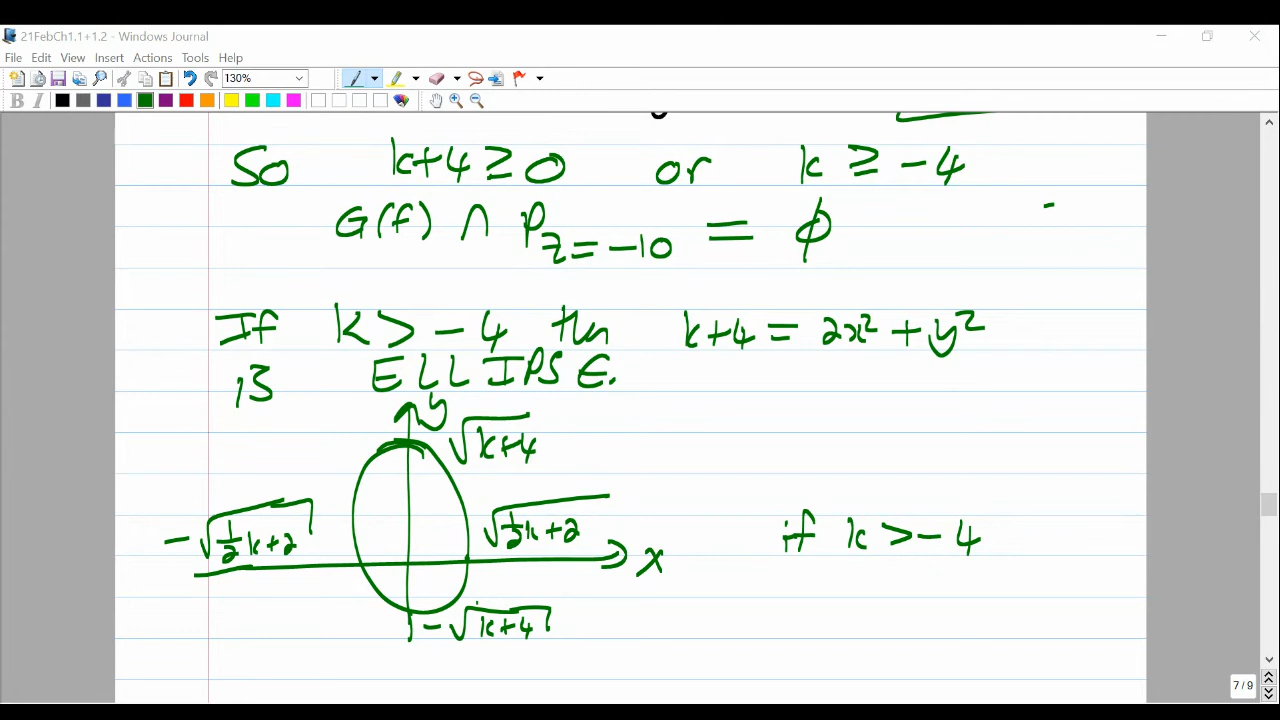 21FebCh1.1+1.2 - Windows Journal
File Edit View Insert Actions Tools Help
130%
B I
So k+4 ≥ 0 or k ≥ -4
G(f) ∩ P_{z=-10} = ϕ
If k > -4 then k+4 = 2x² + y²
is ELLIPSE.
y
√(k+4)
-√(½k+2) √(½k+2) if k > -4
x
-√(k+4)
7 / 9